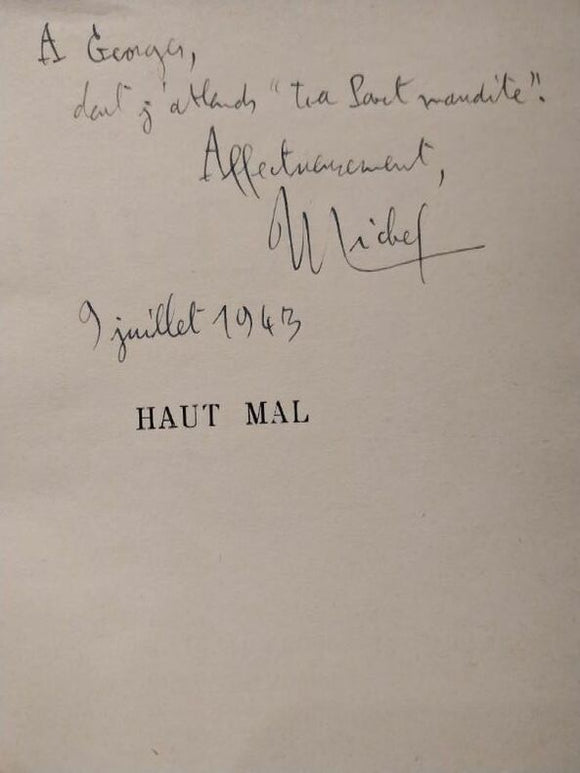 A Georges,
dont j'attends "La Part maudite".
Affectueusement,
Michel
9 juillet 1943
HAUT MAL